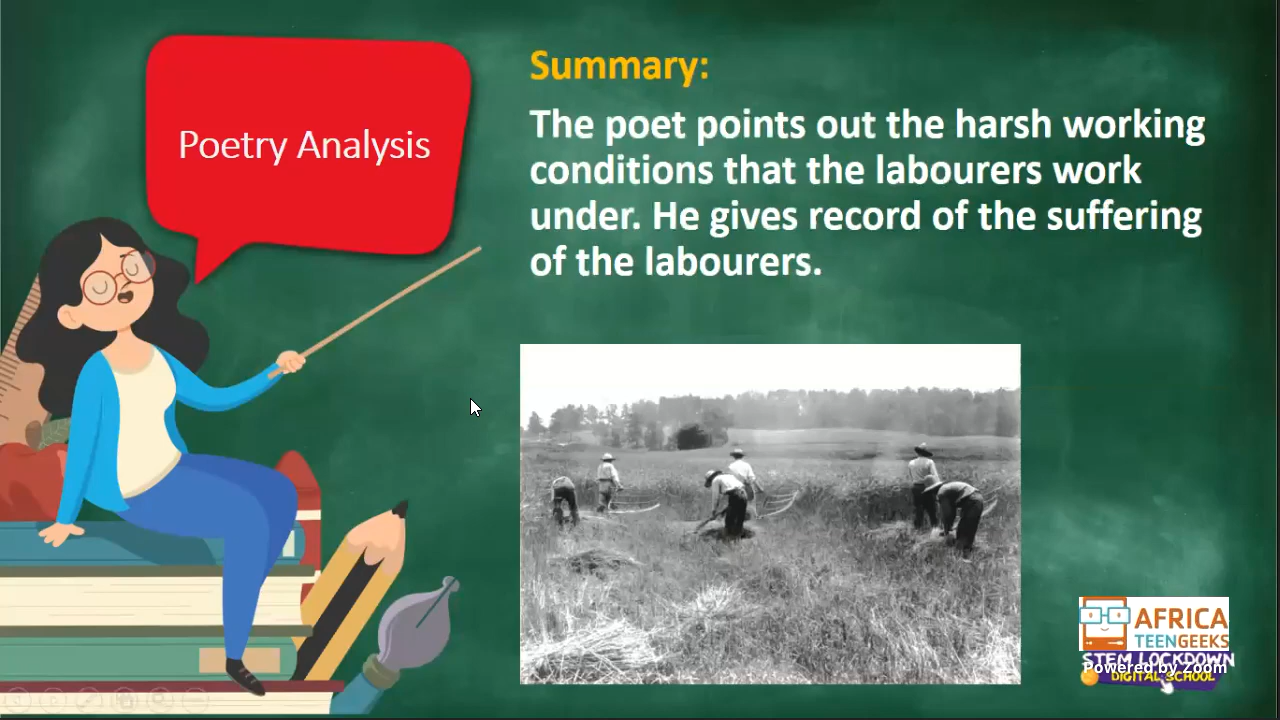 Poetry Analysis
Summary:
The poet points out the harsh working
conditions that the labourers work
under. He gives record of the suffering
of the labourers.
AFRICA
TEENGEEKS
STEM LOCKDOWN
Powered by Zoom
DIGITAL SCHOOL